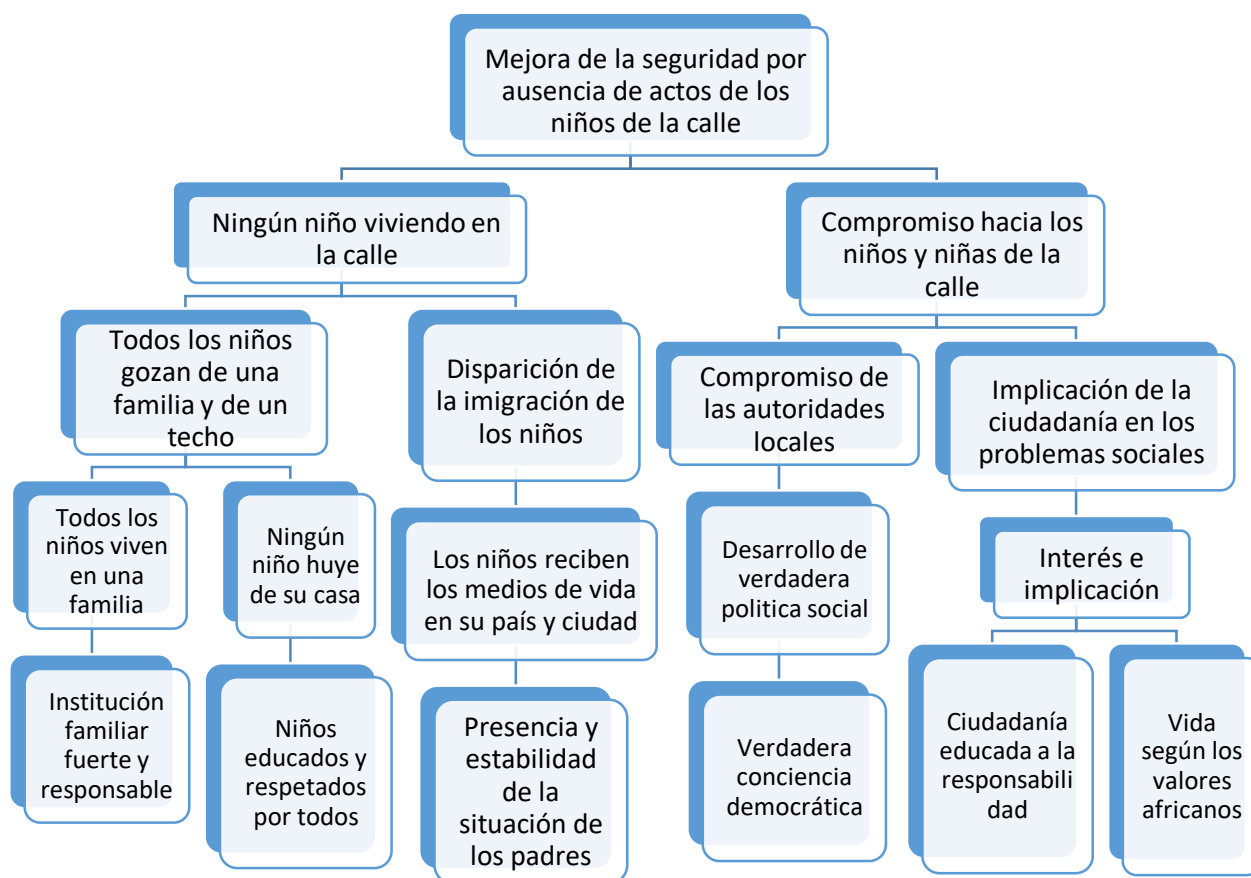 Mejora de la seguridad por
ausencia de actos de los
niños de la calle
Ningún niño viviendo en
la calle
Compromiso hacia los
niños y niñas de la
calle
Todos los niños
gozan de una
familia y de un
techo
Disparición de
la imigración de
los niños
Compromiso de
las autoridades
locales
Implicación de la
ciudadanía en los
problemas sociales
Todos los
niños viven
en una
familia
Ningún
niño huye
de su casa
Los niños reciben
los medios de vida
en su país y ciudad
Desarrollo de
verdadera
politica social
Interés e
implicación
Institución
familiar
fuerte y
responsable
Niños
educados y
respetados
por todos
Presencia y
estabilidad
de la
situación de
los padres
Verdadera
conciencia
democrática
Ciudadanía
educada a la
responsabili
dad
Vida
según los
valores
africanos